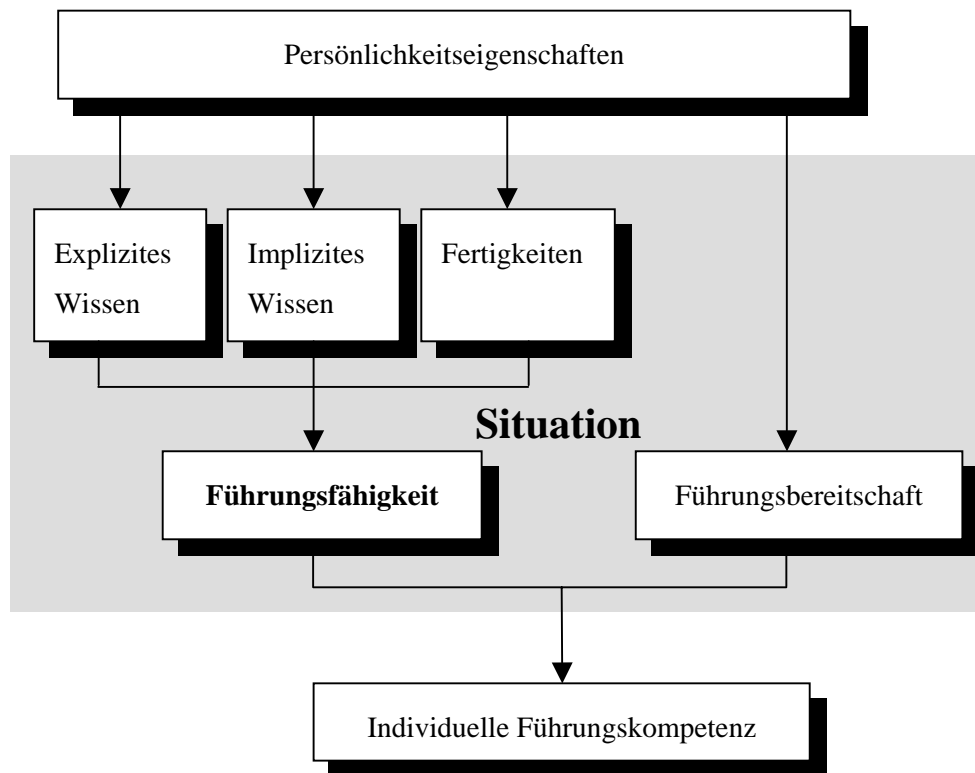 Persönlichkeitseigenschaften
Explizites
Wissen
Implizites
Wissen
Fertigkeiten
Situation
Führungsfähigkeit
Führungsbereitschaft
Individuelle Führungskompetenz